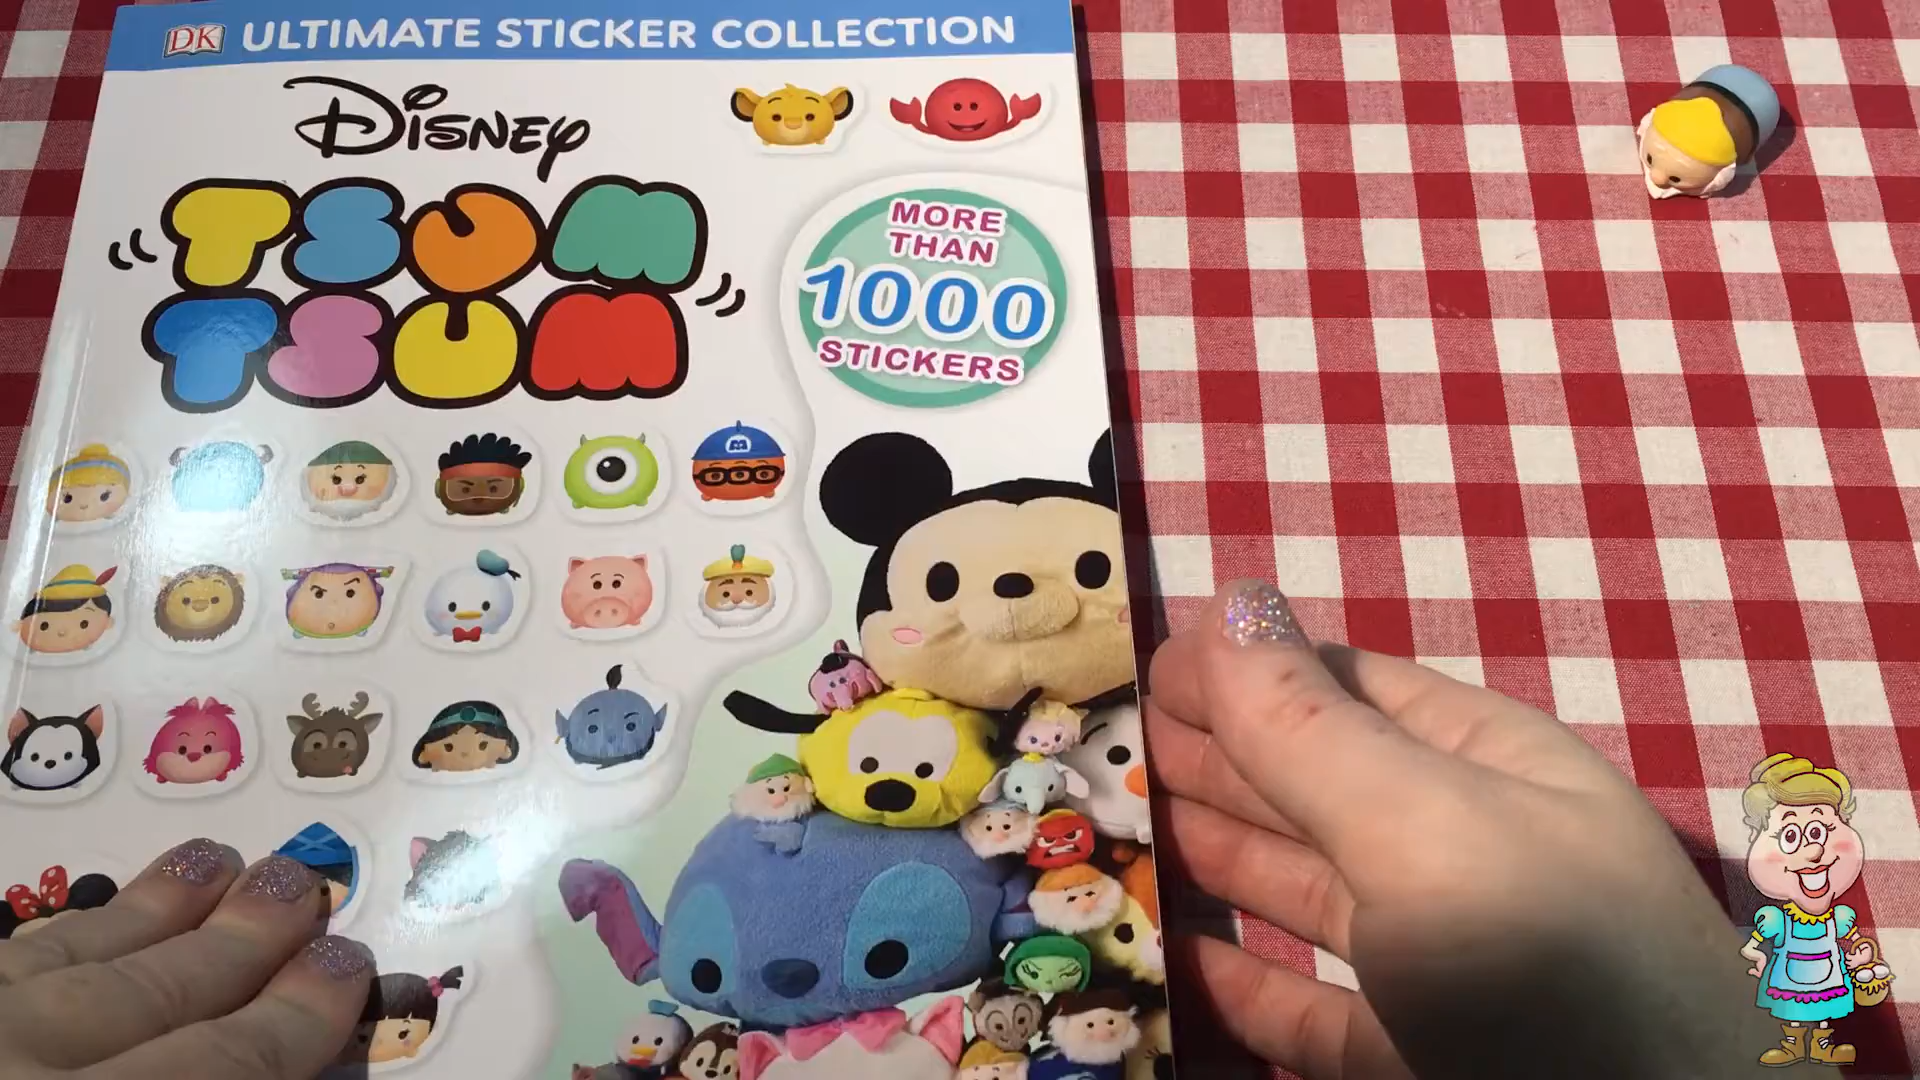 DK ULTIMATE STICKER COLLECTION
DISNEY
TSUM
TSUM
MORE
THAN
1000
STICKERS